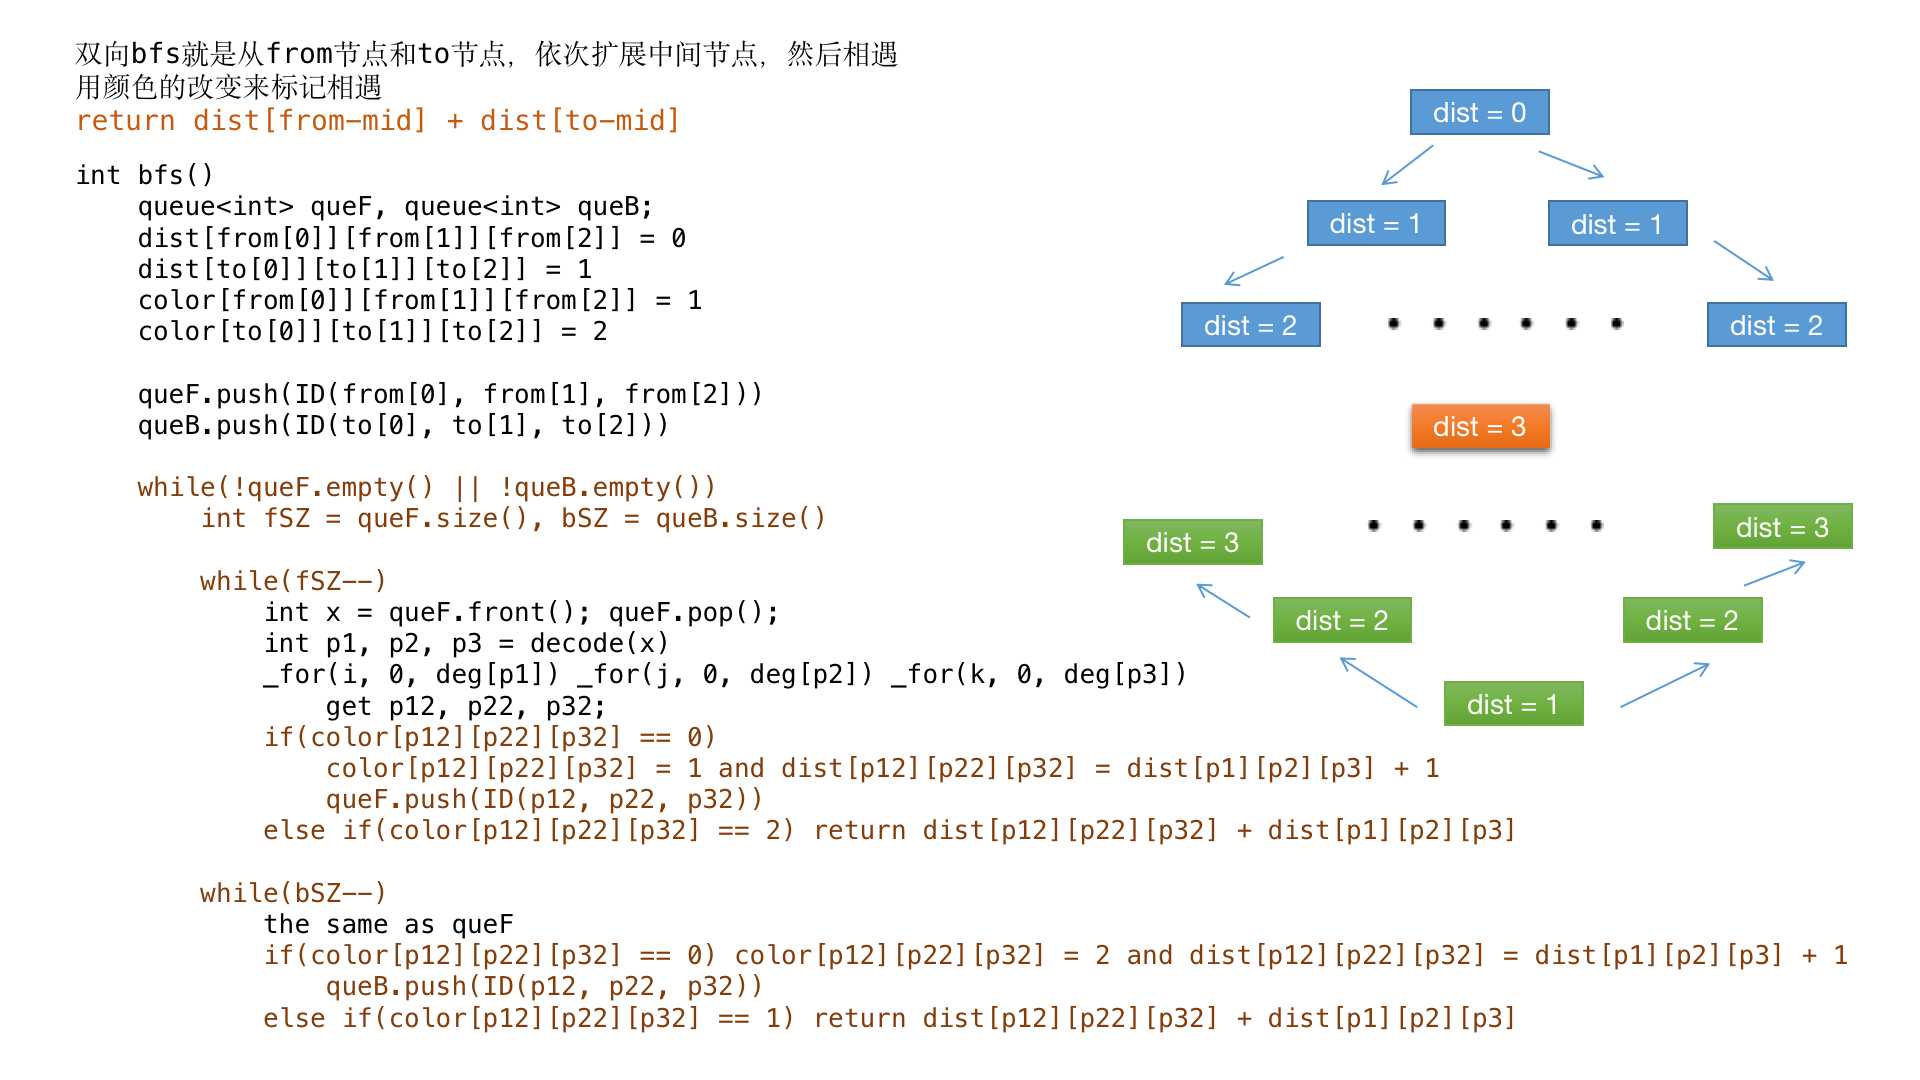 双向bfs就是从from节点和to节点，依次扩展中间节点，然后相遇
用颜色的改变来标记相遇
return dist[from-mid] + dist[to-mid]
int bfs()
queue<int> queF, queue<int> queB;
dist[from[0]][from[1]][from[2]] = 0
dist[to[0]][to[1]][to[2]] = 1
color[from[0]][from[1]][from[2]] = 1
color[to[0]][to[1]][to[2]] = 2
queF.push(ID(from[0], from[1], from[2]))
queB.push(ID(to[0], to[1], to[2]))
while(!queF.empty() || !queB.empty())
int fSZ = queF.size(), bSZ = queB.size()
while(fSZ--)
int x = queF.front(); queF.pop();
int p1, p2, p3 = decode(x)
_for(i, 0, deg[p1]) _for(j, 0, deg[p2]) _for(k, 0, deg[p3])
get p12, p22, p32;
if(color[p12][p22][p32] == 0)
color[p12][p22][p32] = 1 and dist[p12][p22][p32] = dist[p1][p2][p3] + 1
queF.push(ID(p12, p22, p32))
else if(color[p12][p22][p32] == 2) return dist[p12][p22][p32] + dist[p1][p2][p3]
while(bSZ--)
the same as queF
if(color[p12][p22][p32] == 0) color[p12][p22][p32] = 2 and dist[p12][p22][p32] = dist[p1][p2][p3] + 1
queB.push(ID(p12, p22, p32))
else if(color[p12][p22][p32] == 1) return dist[p12][p22][p32] + dist[p1][p2][p3]
dist = 0
dist = 1
dist = 1
dist = 2
dist = 2
dist = 3
dist = 3
dist = 3
dist = 2
dist = 2
dist = 1